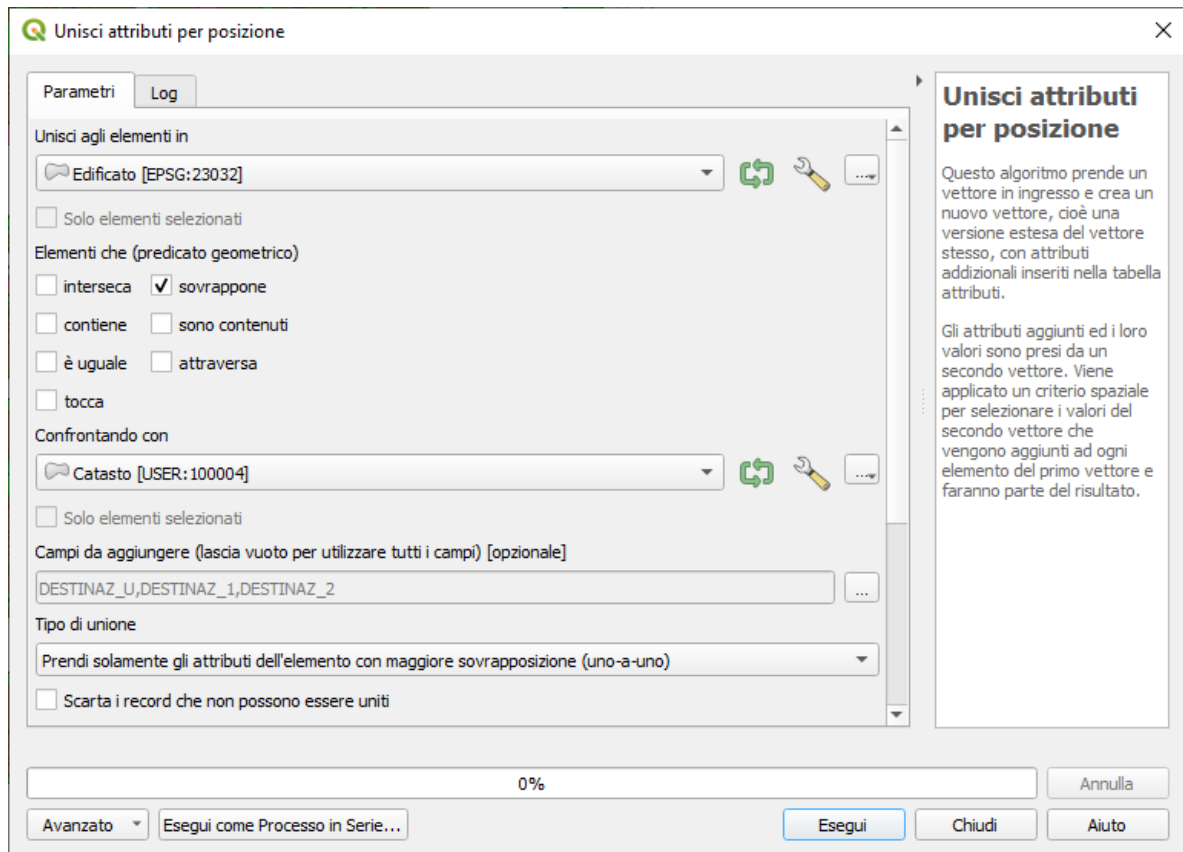 Unisci attributi per posizione
Parametri
Log
Unisci agli elementi in
Edificato [EPSG:23032]
...
Solo elementi selezionati
Elementi che (predicato geometrico)
interseca
sovrappone
contiene
sono contenuti
è uguale
attraversa
tocca
Confrontando con
Catasto [USER:100004]
...
Solo elementi selezionati
Campi da aggiungere (lascia vuoto per utilizzare tutti i campi) [opzionale]
DESTINAZ_U,DESTINAZ_1,DESTINAZ_2
...
Tipo di unione
Prendi solamente gli attributi dell'elemento con maggiore sovrapposizione (uno-a-uno)
Scarta i record che non possono essere uniti
Unisci attributi
per posizione
Questo algoritmo prende un
vettore in ingresso e crea un
nuovo vettore, cioè una
versione estesa del vettore
stesso, con attributi
addizionali inseriti nella tabella
attributi.
Gli attributi aggiunti ed i loro
valori sono presi da un
secondo vettore. Viene
applicato un criterio spaziale
per selezionare i valori del
secondo vettore che
vengono aggiunti ad ogni
elemento del primo vettore e
faranno parte del risultato.
0%
Annulla
Avanzato
Esegui come Processo in Serie...
Esegui
Chiudi
Aiuto